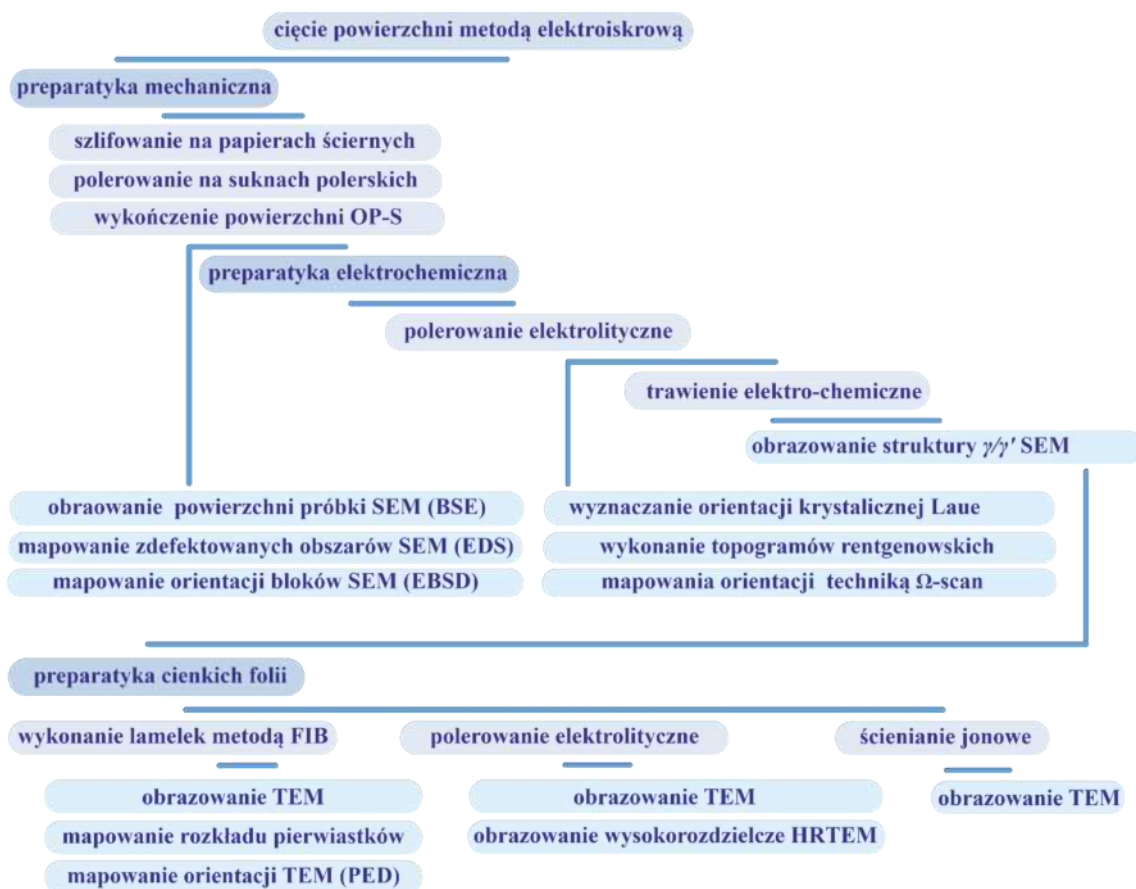 cięcie powierzchni metodą elektroiskrową
preparatyka mechaniczna
szlifowanie na papierach ściernych
polerowanie na suknach polerskich
wykończenie powierzchni OP-S
preparatyka elektrochemiczna
polerowanie elektrolityczne
trawienie elektro-chemiczne
obrazowanie struktury γ/γ′ SEM
obraowanie powierzchni próbki SEM (BSE)
mapowanie zdefektowanych obszarów SEM (EDS)
mapowanie orientacji bloków SEM (EBSD)
wyznaczanie orientacji krystalicznej Laue
wykonanie topogramów rentgenowskich
mapowania orientacji techniką Ω-scan
preparatyka cienkich folii
wykonanie lamelek metodą FIB
obrazowanie TEM
mapowanie rozkładu pierwiastków
mapowanie orientacji TEM (PED)
polerowanie elektrolityczne
obrazowanie TEM
obrazowanie wysokorozdzielcze HRTEM
ścienianie jonowe
obrazowanie TEM